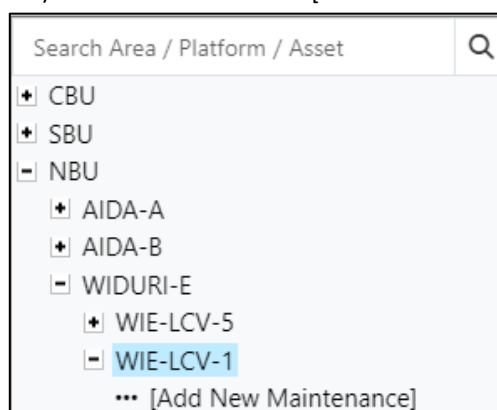 Search Area / Platform / Asset
CBU
SBU
NBU
AIDA-A
AIDA-B
WIDURI-E
WIE-LCV-5
WIE-LCV-1
[Add New Maintenance]